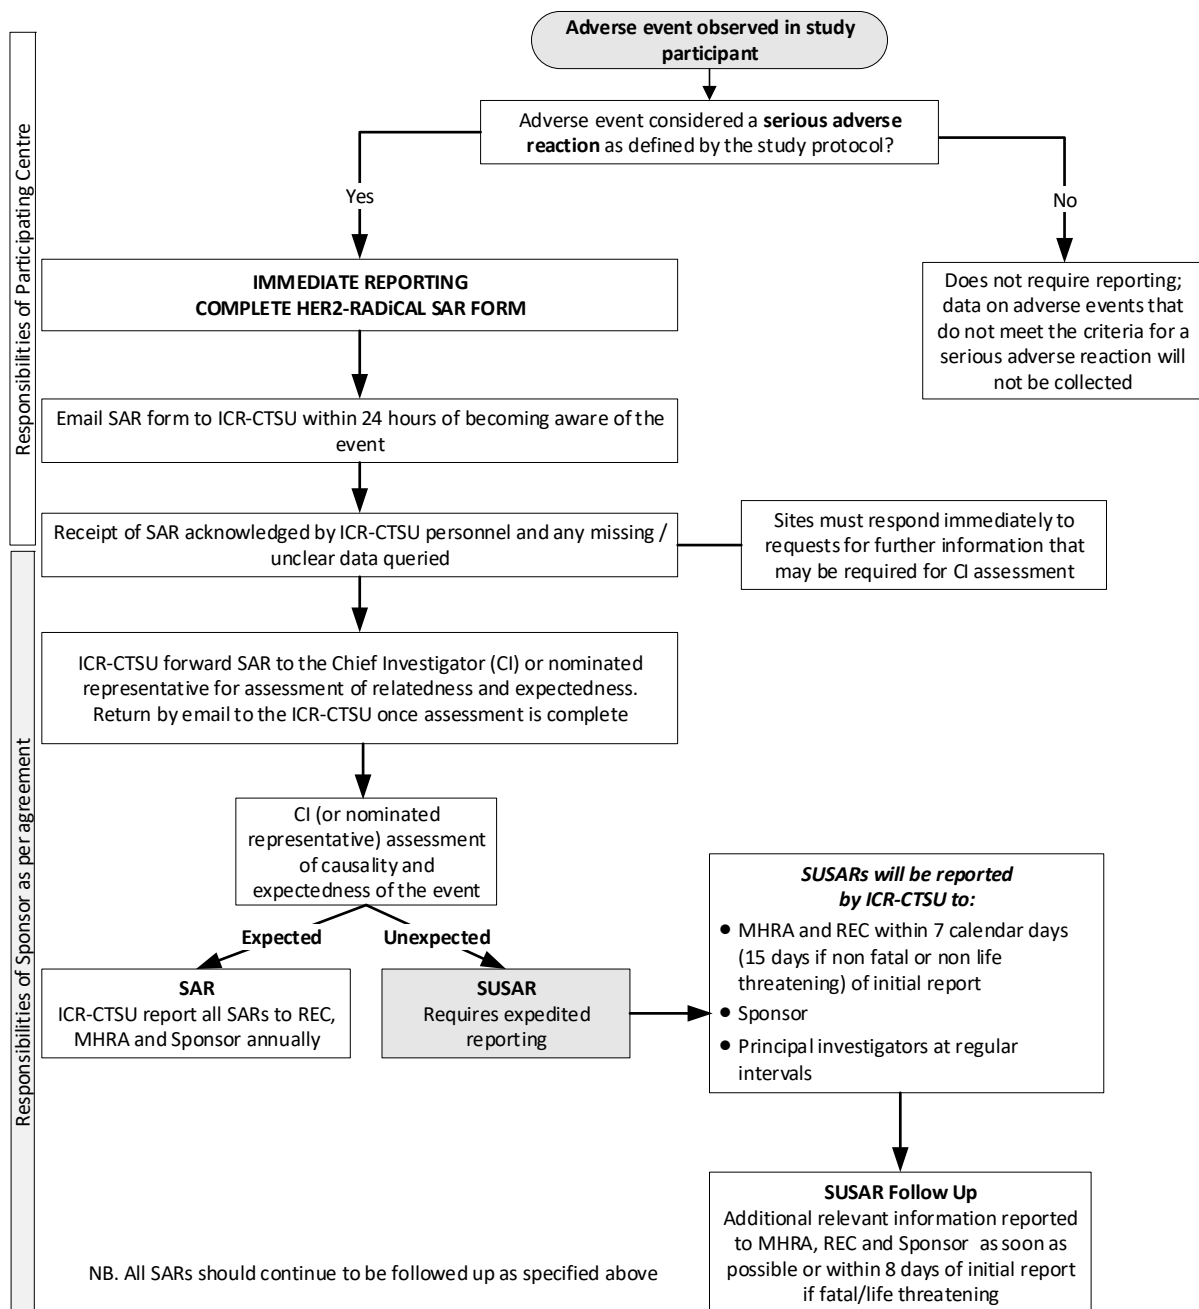 Adverse event observed in study
participant
Adverse event considered a serious adverse
reaction as defined by the study protocol?
Yes
No
IMMEDIATE REPORTING
COMPLETE HER2-RADiCAL SAR FORM
Does not require reporting;
data on adverse events that
do not meet the criteria for a
serious adverse reaction will
not be collected
Responsibilities of Participating Centre
Email SAR form to ICR-CTSU within 24 hours of becoming aware of the
event
Receipt of SAR acknowledged by ICR-CTSU personnel and any missing /
unclear data queried
Sites must respond immediately to
requests for further information that
may be required for CI assessment
ICR-CTSU forward SAR to the Chief Investigator (CI) or nominated
representative for assessment of relatedness and expectedness.
Return by email to the ICR-CTSU once assessment is complete
Responsibilities of Sponsor as per agreement
CI (or nominated
representative) assessment
of causality and
expectedness of the event
Expected
Unexpected
SAR
ICR-CTSU report all SARs to REC,
MHRA and Sponsor annually
SUSAR
Requires expedited
reporting
SUSARs will be reported
by ICR-CTSU to:
● MHRA and REC within 7 calendar days
(15 days if non fatal or non life
threatening) of initial report
● Sponsor
● Principal investigators at regular
intervals
SUSAR Follow Up
Additional relevant information reported
to MHRA, REC and Sponsor as soon as
possible or within 8 days of initial report
if fatal/life threatening
NB. All SARs should continue to be followed up as specified above